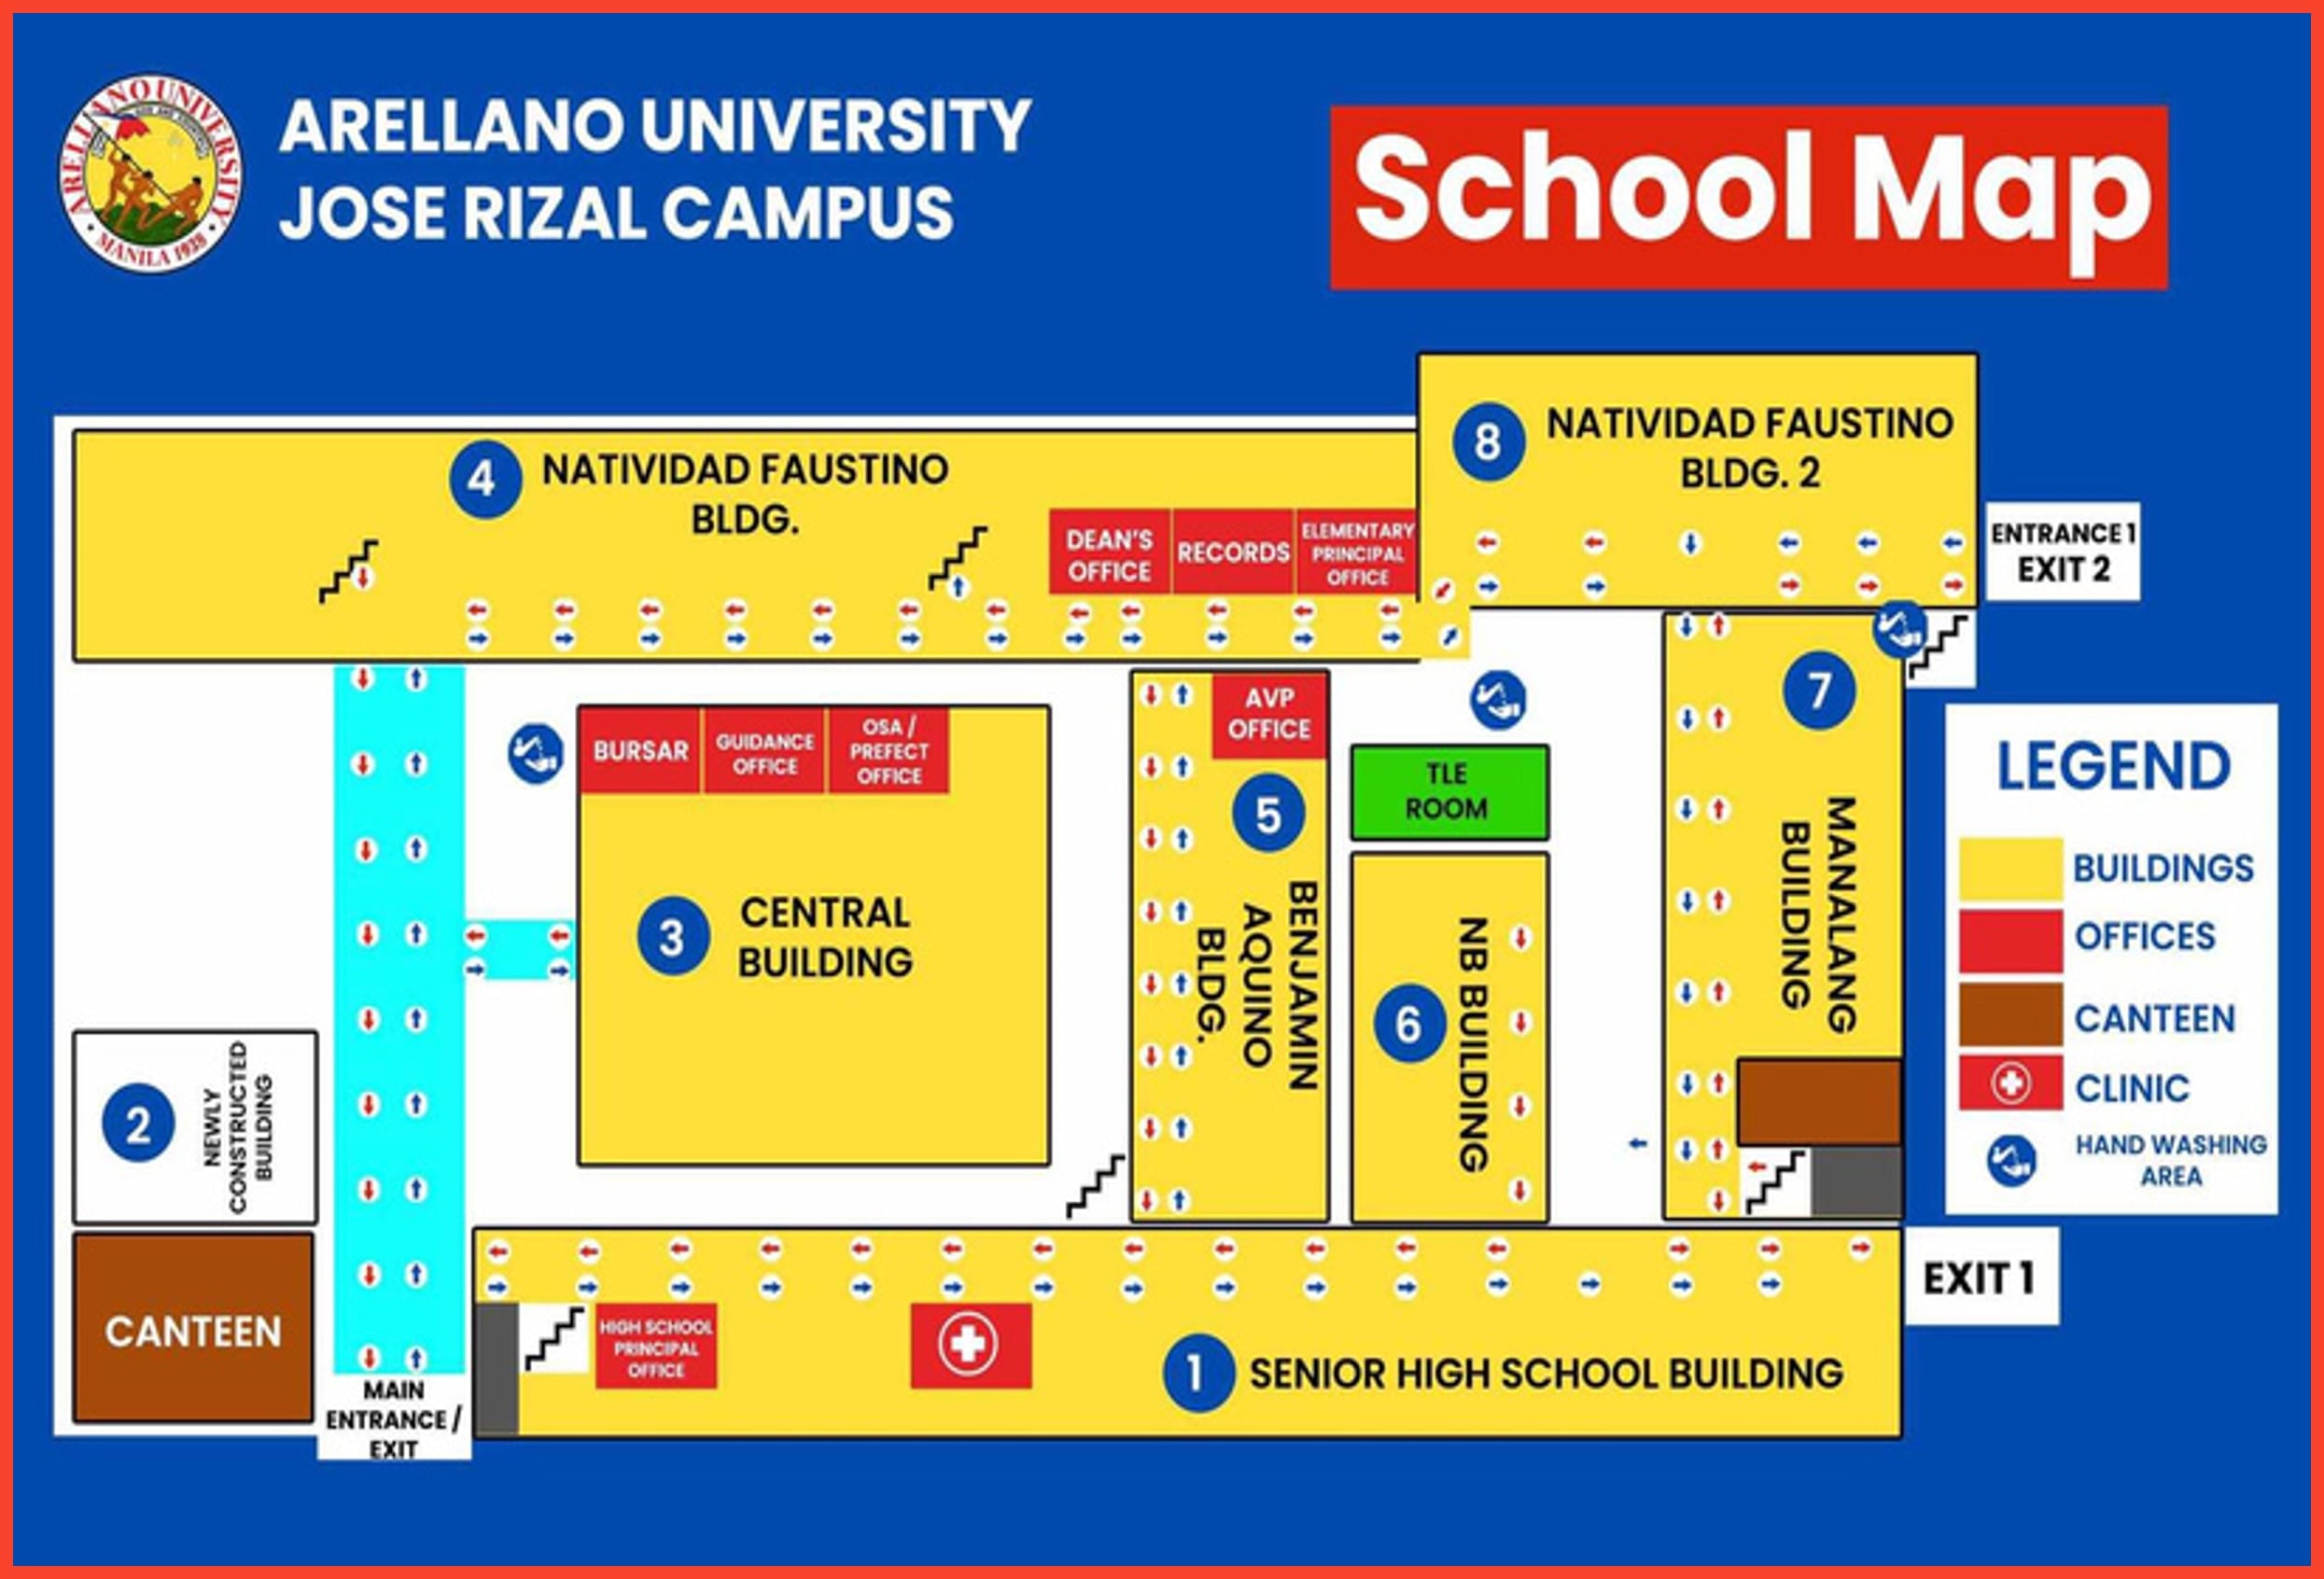 ARELLANO UNIVERSITY
MANILA 1938
ARELLANO UNIVERSITY
JOSE RIZAL CAMPUS
School Map
4
NATIVIDAD FAUSTINO
BLDG.
DEAN'S
OFFICE
RECORDS
ELEMENTARY
PRINCIPAL
OFFICE
8
NATIVIDAD FAUSTINO
BLDG. 2
ENTRANCE 1
EXIT 2
BURSAR
GUIDANCE
OFFICE
OSA /
PREFECT
OFFICE
3
CENTRAL
BUILDING
AVP
OFFICE
5
BENJAMIN
AQUINO
BLDG.
TLE
ROOM
6
NB BUILDING
7
MANALANG
BUILDING
2
NEWLY
CONSTRUCTED
BUILDING
CANTEEN
MAIN
ENTRANCE /
EXIT
HIGH SCHOOL
PRINCIPAL
OFFICE
1
SENIOR HIGH SCHOOL BUILDING
EXIT 1
LEGEND
BUILDINGS
OFFICES
CANTEEN
CLINIC
HAND WASHING
AREA